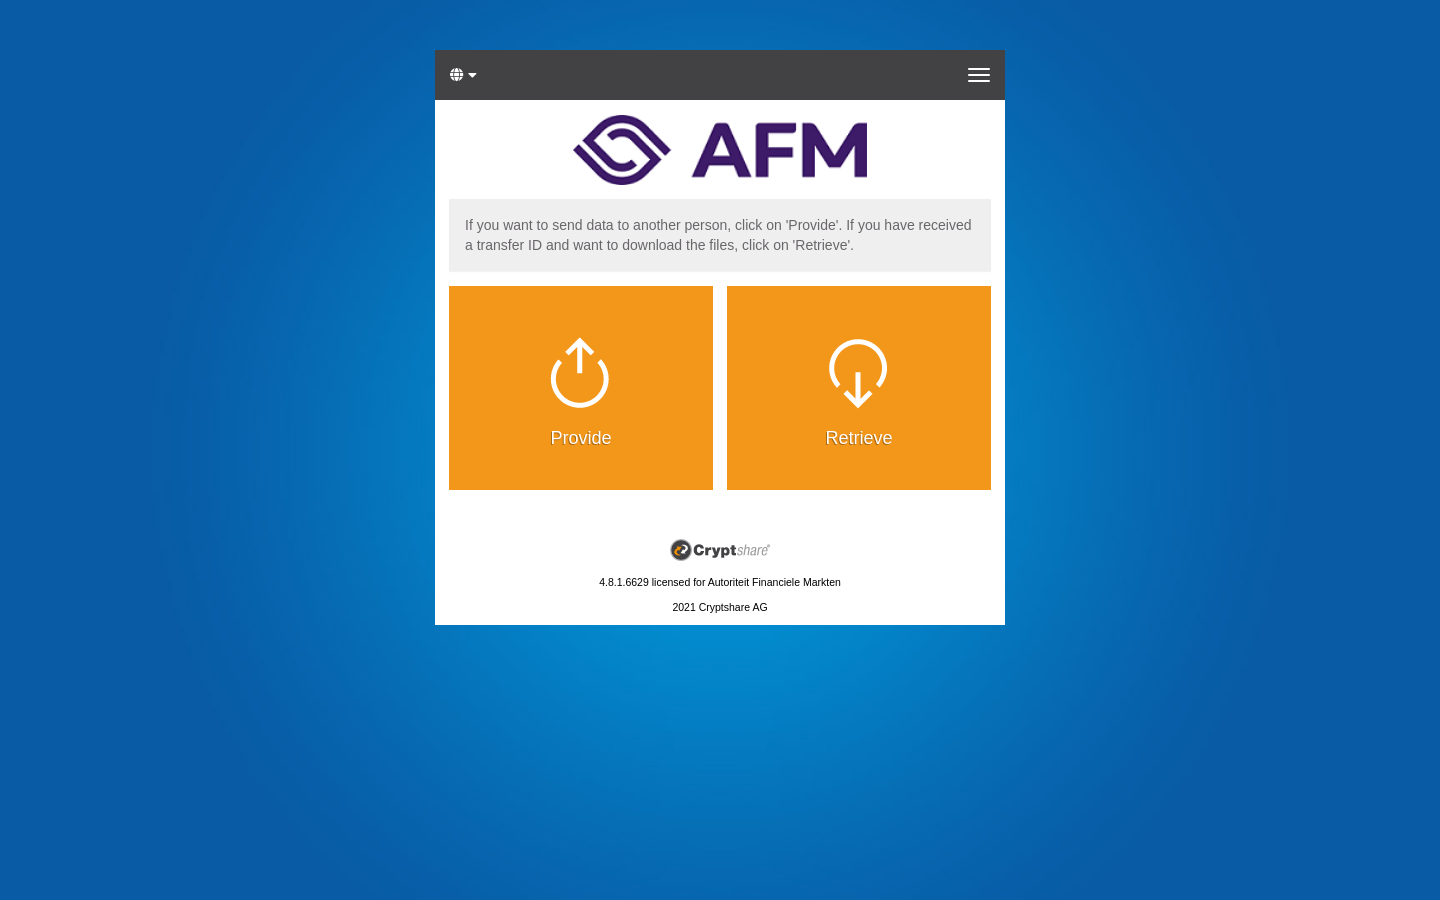 AFM
If you want to send data to another person, click on 'Provide'. If you have received
a transfer ID and want to download the files, click on 'Retrieve'.
Provide
Retrieve
Cryptshare
4.8.1.6629 licensed for Autoriteit Financiele Markten
2021 Cryptshare AG